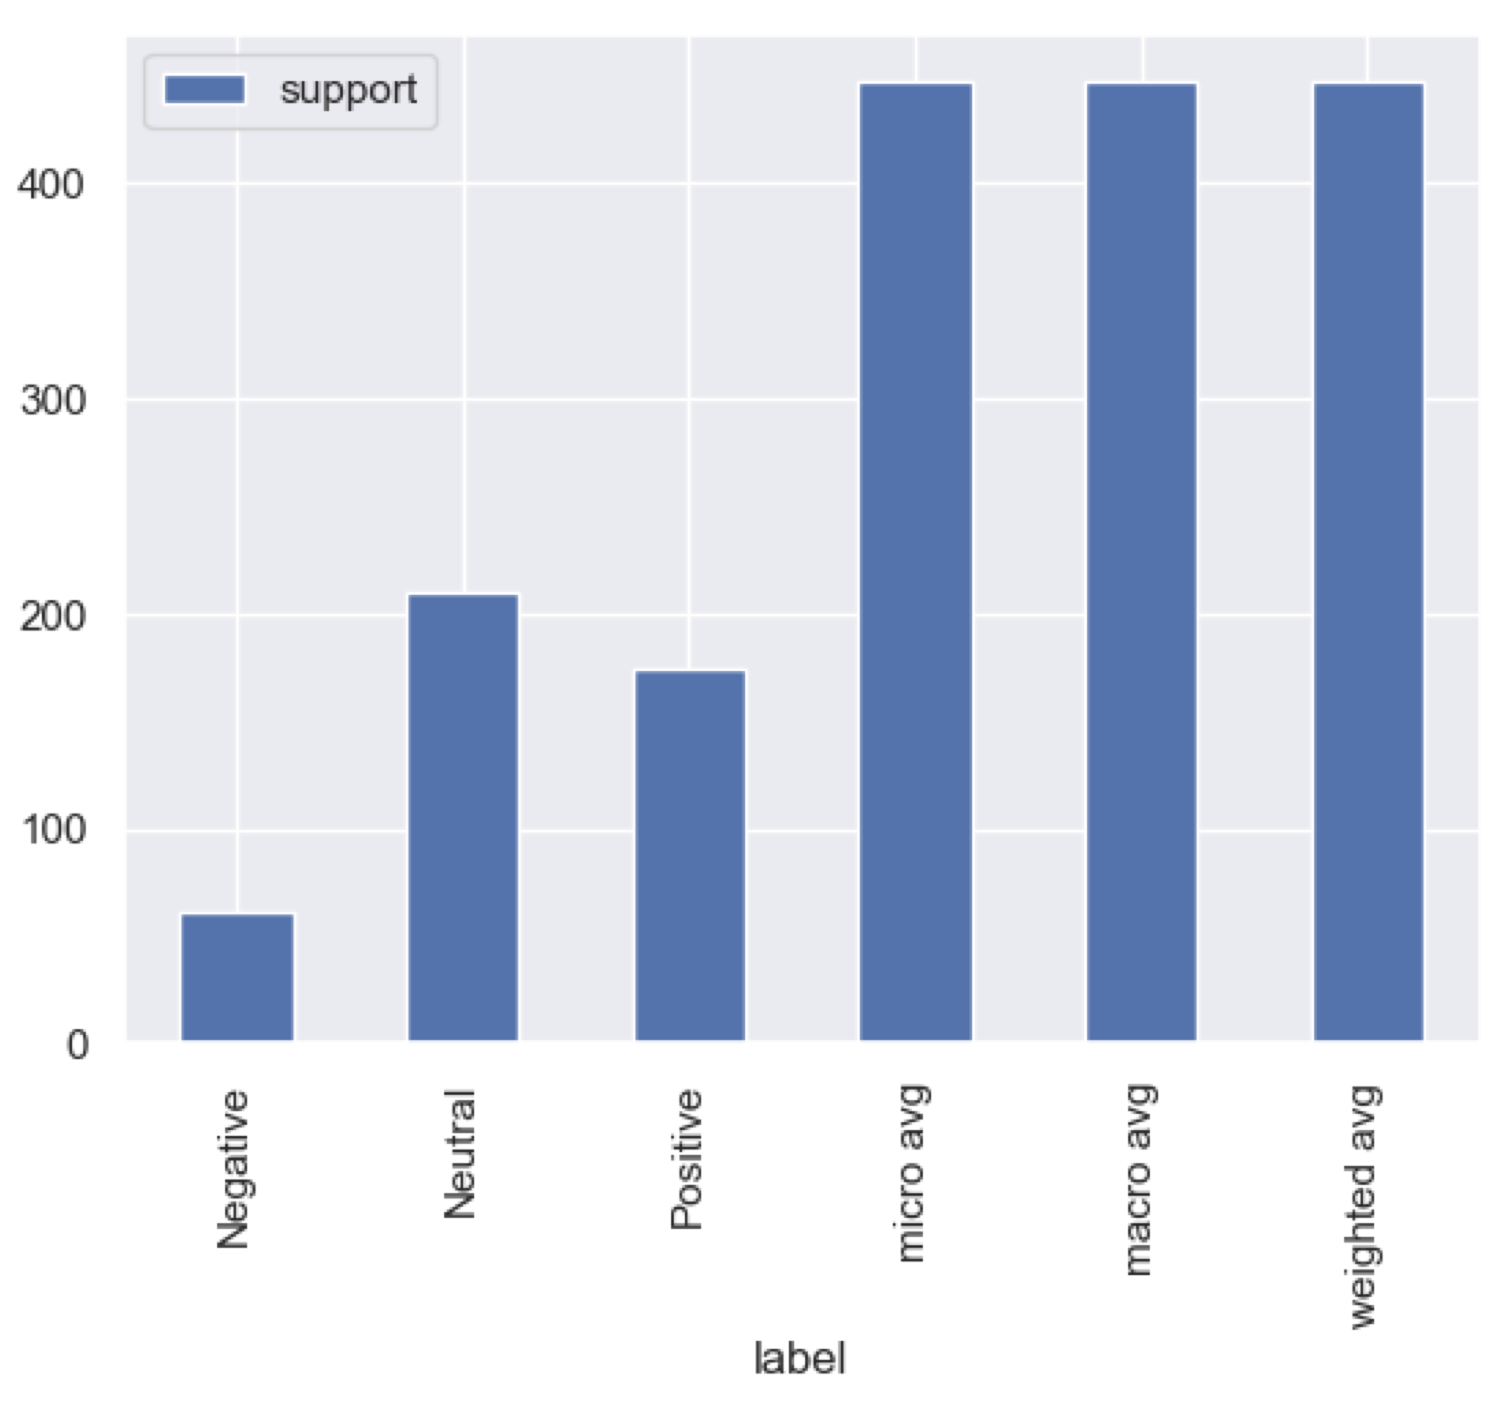 support
400
300
200
100
0
Negative
Neutral
Positive
micro avg
macro avg
weighted avg
label